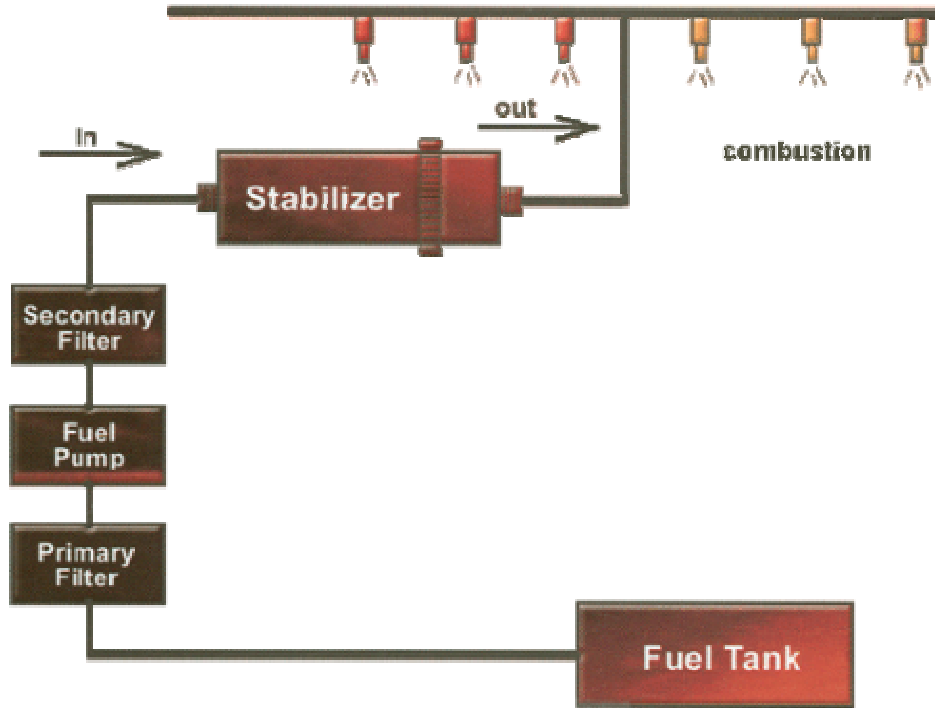 out
In
combustion
Stabilizer
Secondary
Filter
Fuel
Pump
Primary
Filter
Fuel Tank